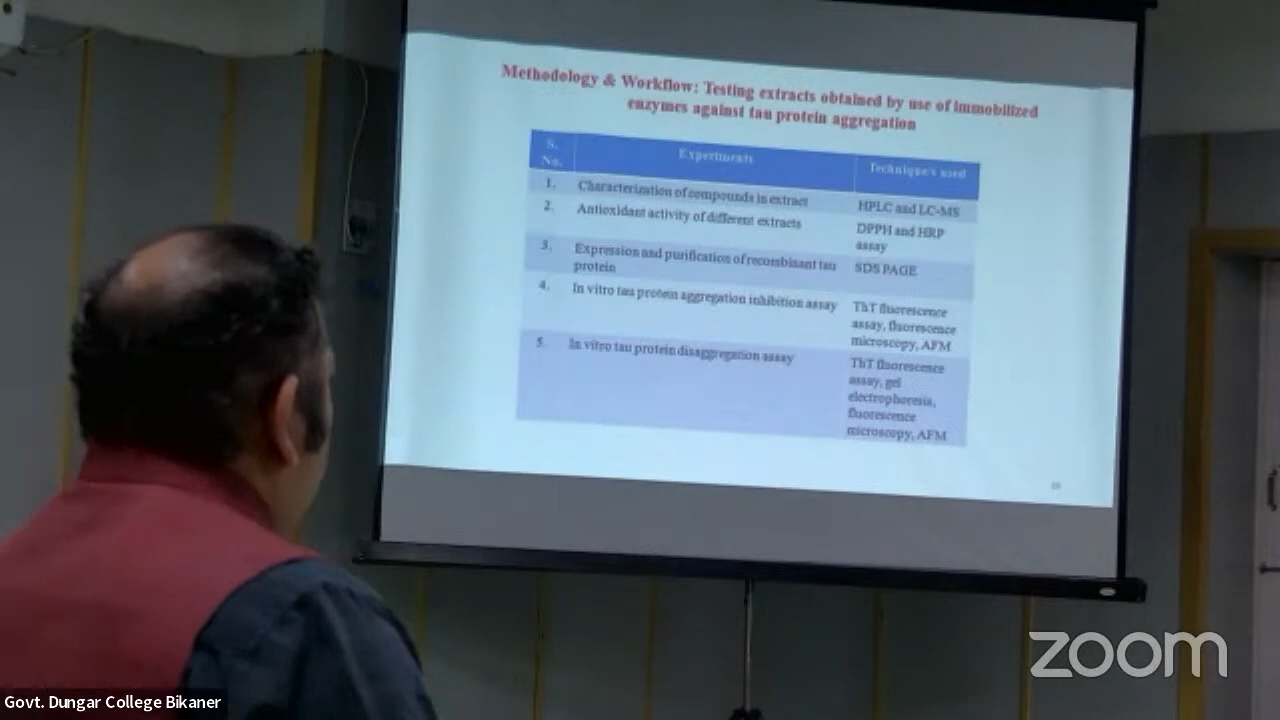 Methodology & Workflow: Testing extracts obtained by use of immobilized
enzymes against tau protein aggregation
S. No. Experiments Technique's used
1. Characterization of compounds in extract HPLC and LC-MS
2. Antioxidant activity of different extracts DPPH and HRP
assay
3. Expression and purification of recombinant tau SDS PAGE
protein
4. In vitro tau protein aggregation inhibition assay ThT fluorescence
assay, fluorescence
microscopy, AFM
5. In vitro tau protein disaggregation assay ThT fluorescence
assay, gel
electrophoresis,
fluorescence
microscopy, AFM
zoom
Govt. Dungar College Bikaner